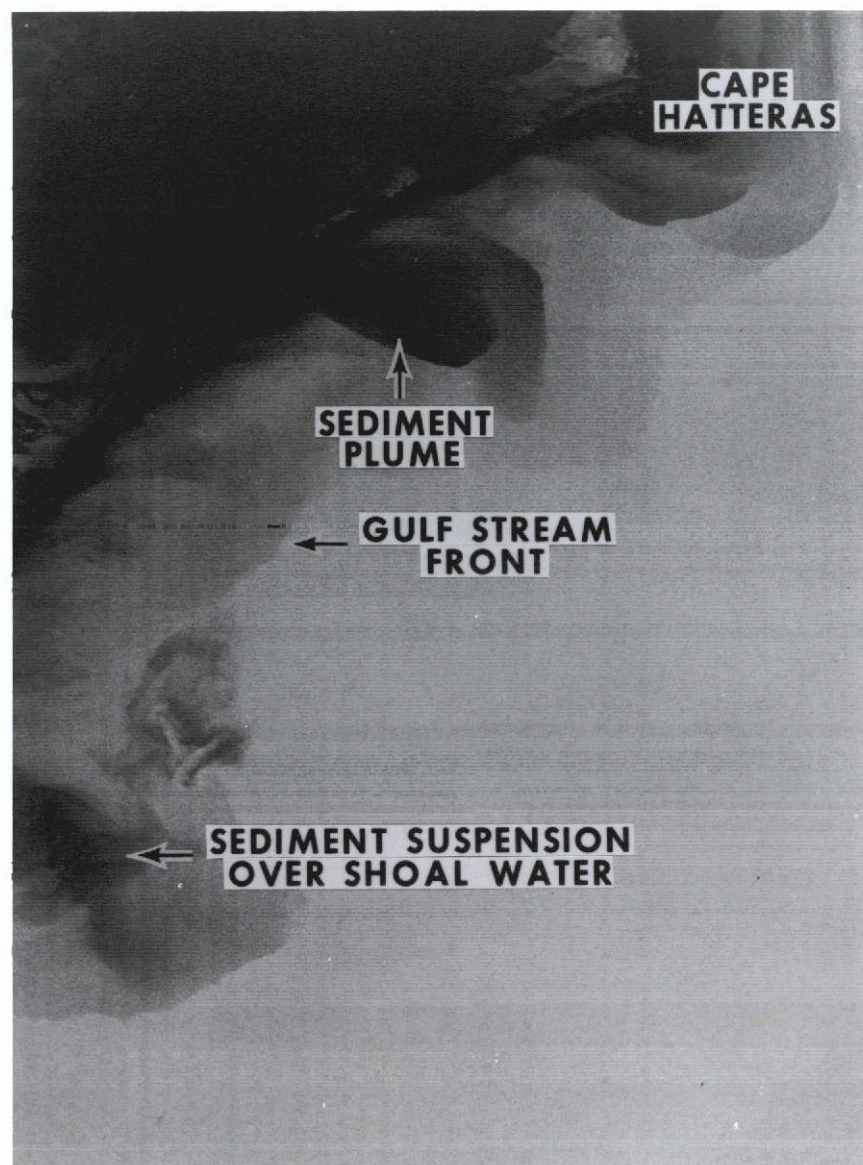 CAPE
HATTERAS
SEDIMENT
PLUME
GULF STREAM
FRONT
SEDIMENT SUSPENSION
OVER SHOAL WATER